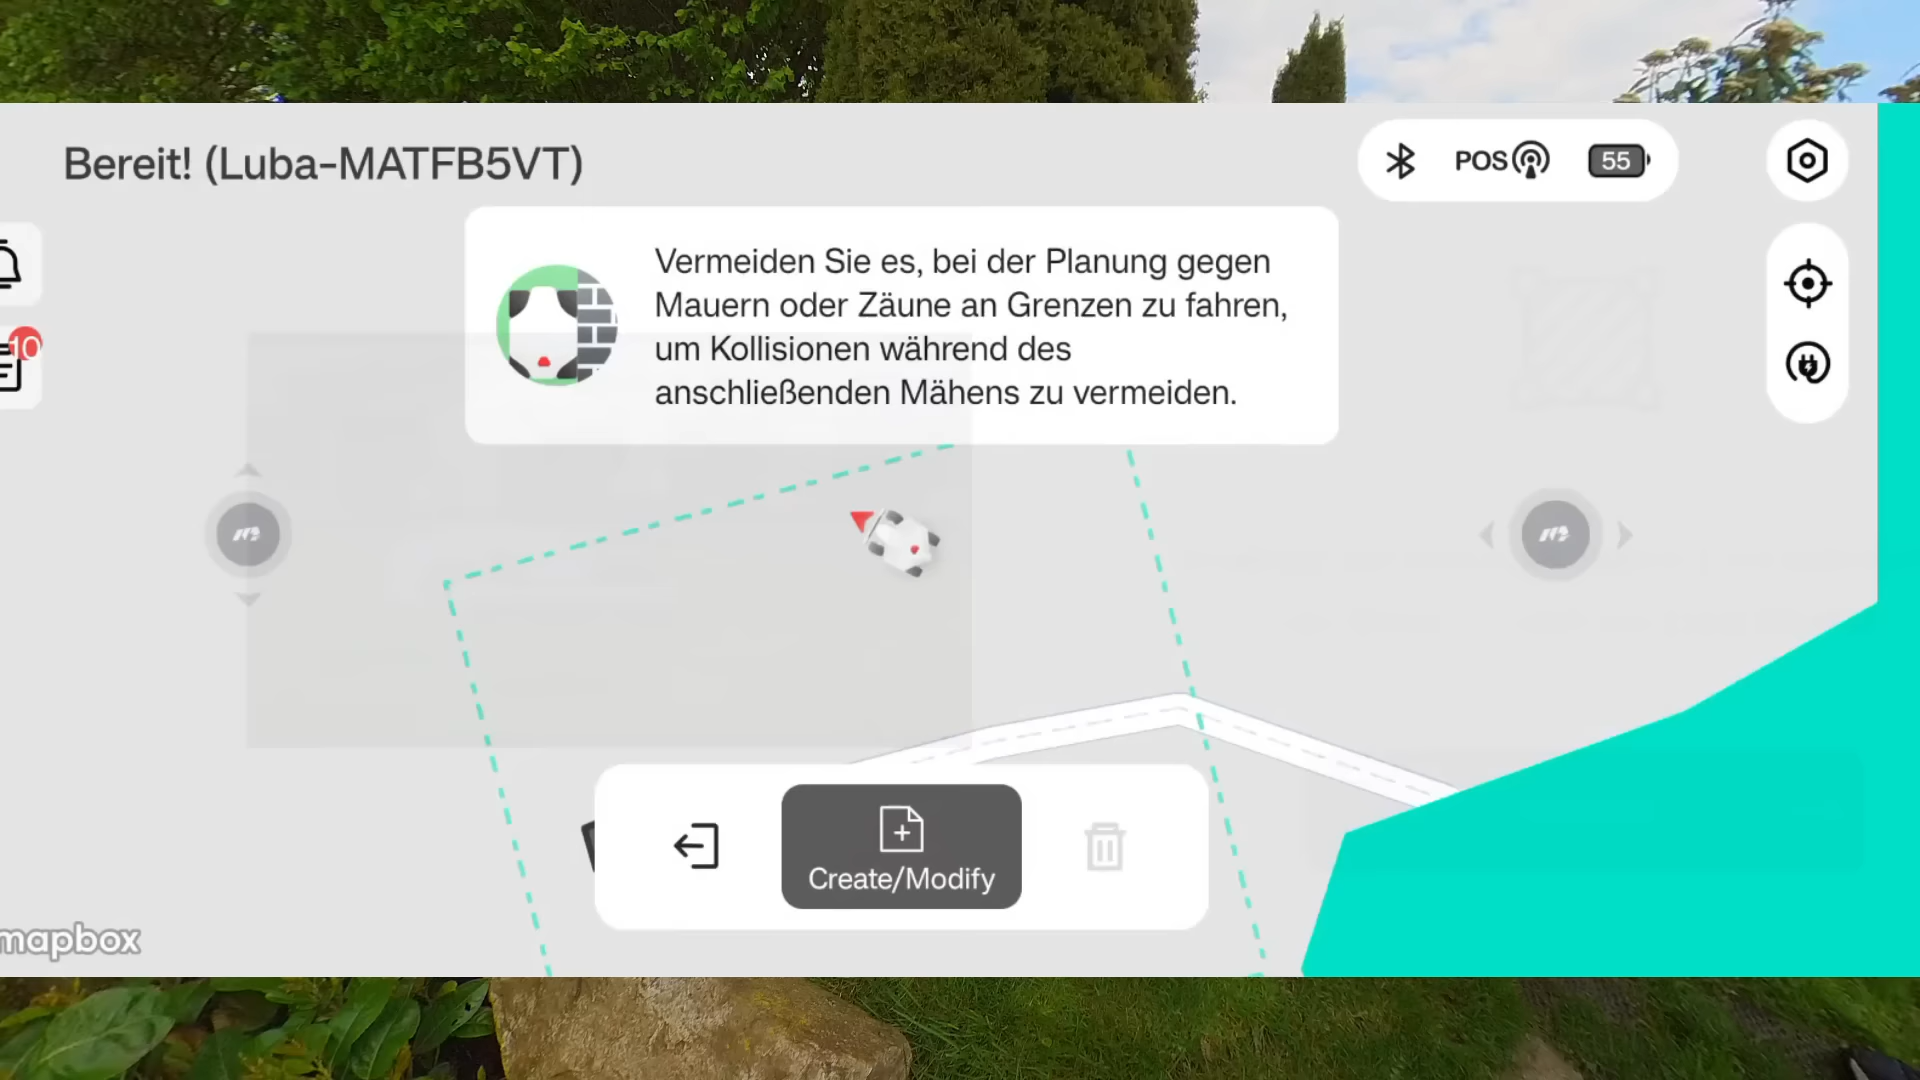 Bereit! (Luba-MATFB5VT)
POS
55
Vermeiden Sie es, bei der Planung gegen
Mauern oder Zäune an Grenzen zu fahren,
um Kollisionen während des
anschließenden Mähens zu vermeiden.
10
Create/Modify
mapbox